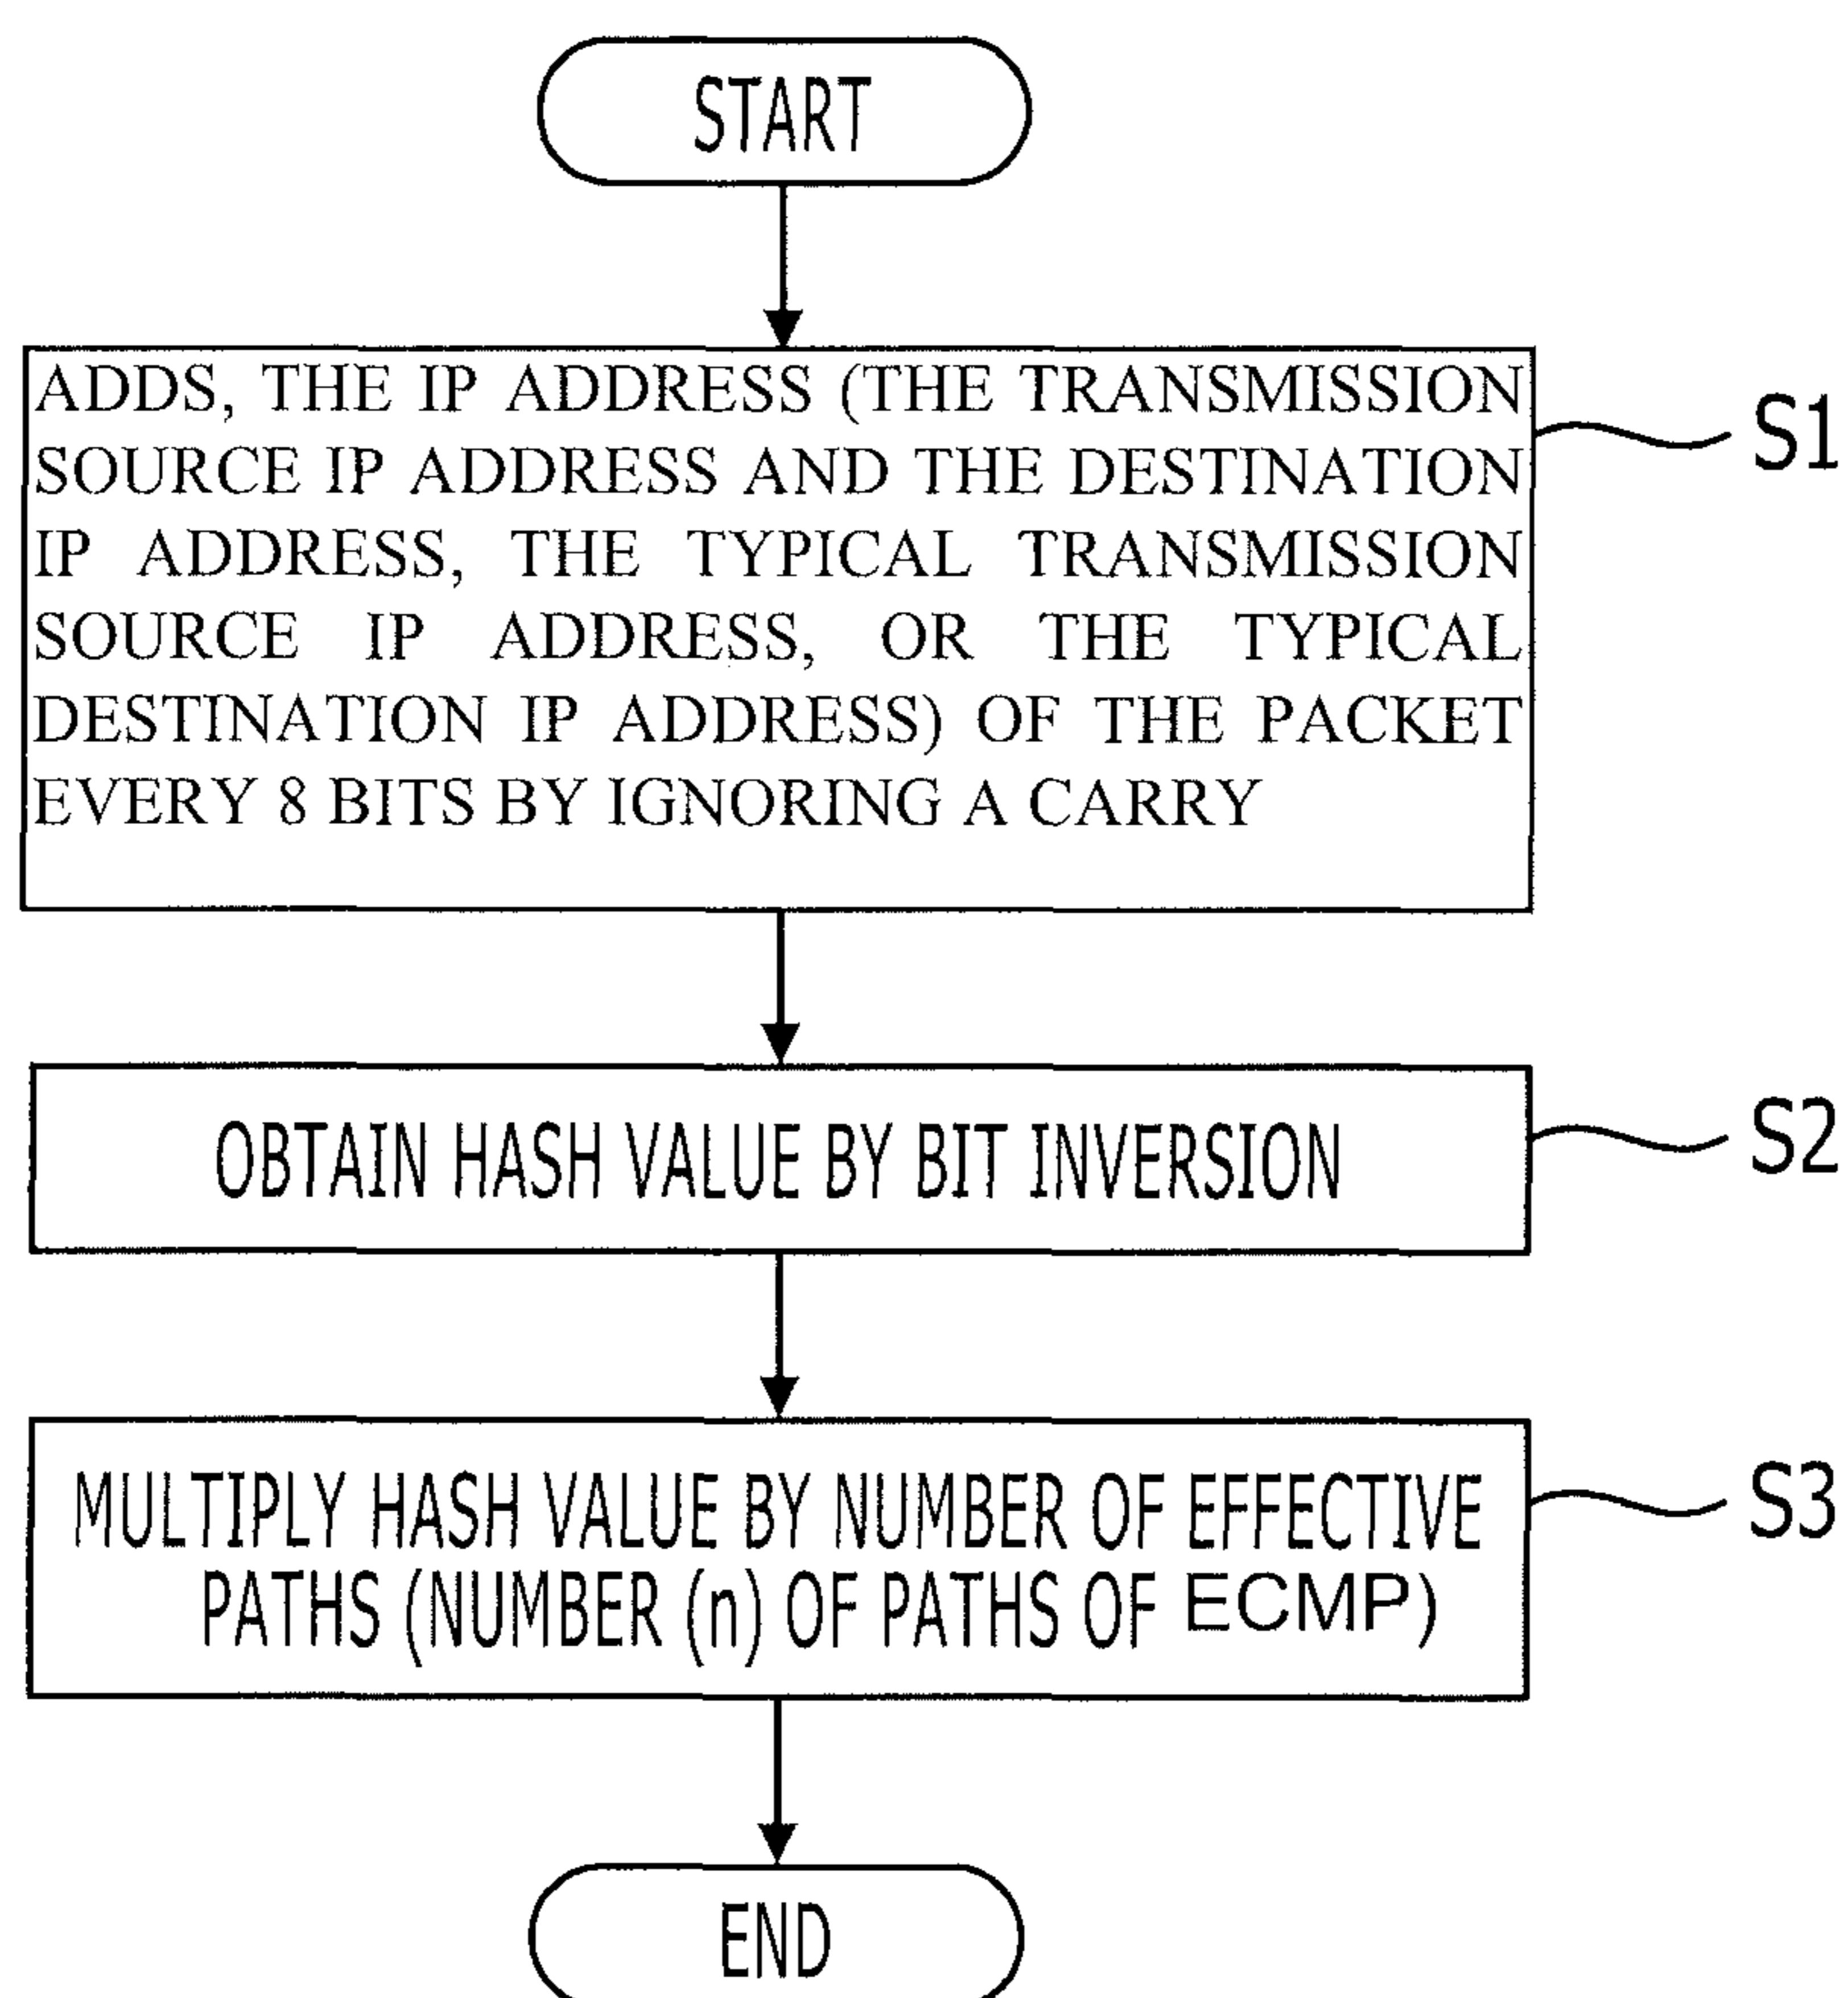 START
ADDS, THE IP ADDRESS (THE TRANSMISSION
SOURCE IP ADDRESS AND THE DESTINATION
IP ADDRESS, THE TYPICAL TRANSMISSION
SOURCE IP ADDRESS, OR THE TYPICAL
DESTINATION IP ADDRESS) OF THE PACKET
EVERY 8 BITS BY IGNORING A CARRY
S1
OBTAIN HASH VALUE BY BIT INVERSION
S2
MULTIPLY HASH VALUE BY NUMBER OF EFFECTIVE
PATHS (NUMBER (n) OF PATHS OF ECMP)
S3
END